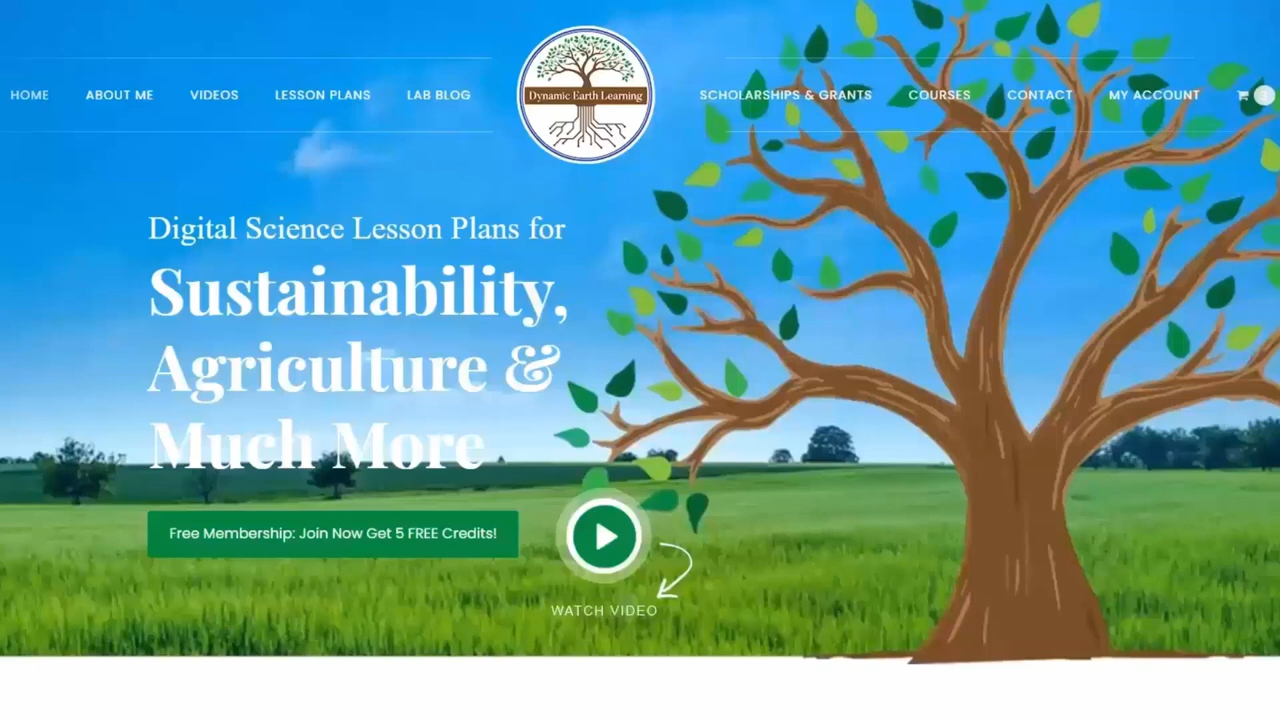 HOME ABOUT ME VIDEOS LESSON PLANS LAB BLOG
Dynamic Earth Learning
SCHOLARSHIPS & GRANTS COURSES CONTACT MY ACCOUNT
Digital Science Lesson Plans for
Sustainability,
Agriculture &
Much More
Free Membership: Join Now Get 5 FREE Credits!
WATCH VIDEO